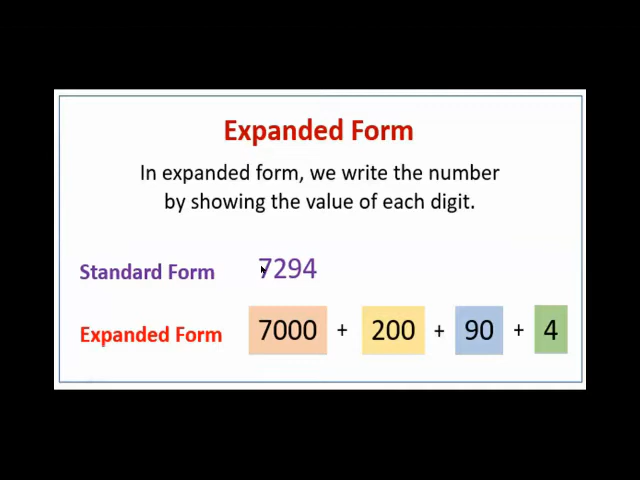 Expanded Form
In expanded form, we write the number
by showing the value of each digit.
Standard Form 7294
Expanded Form 7000 + 200 + 90 + 4